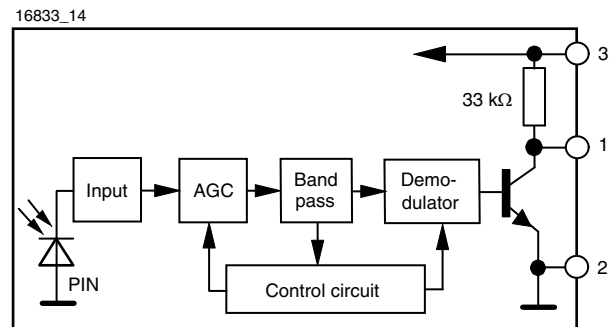 16833_14
3
33 kΩ
1
Input
AGC
Band
pass
Demo-
dulator
2
PIN
Control circuit